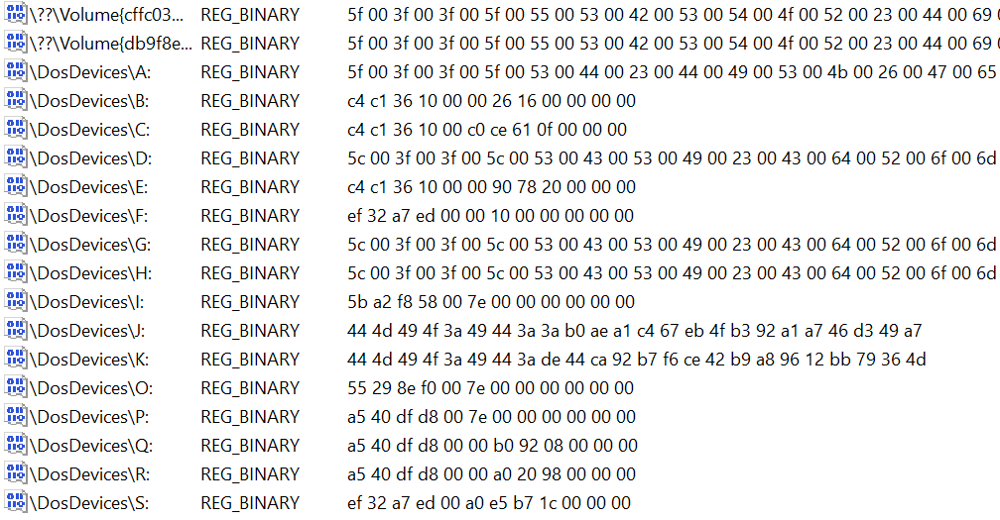 \??\Volume{cffc03... REG_BINARY 5f 00 3f 00 3f 00 5f 00 55 00 53 00 42 00 53 00 54 00 4f 00 52 00 23 00 44 00 69
\??\Volume{db9f8e... REG_BINARY 5f 00 3f 00 3f 00 5f 00 55 00 53 00 42 00 53 00 54 00 4f 00 52 00 23 00 44 00 69
\DosDevices\A: REG_BINARY 5f 00 3f 00 3f 00 5f 00 53 00 44 00 23 00 44 00 49 00 53 00 4b 00 26 00 47 00 65
\DosDevices\B: REG_BINARY c4 c1 36 10 00 00 26 16 00 00 00 00
\DosDevices\C: REG_BINARY c4 c1 36 10 00 c0 ce 61 0f 00 00 00
\DosDevices\D: REG_BINARY 5c 00 3f 00 3f 00 5c 00 53 00 43 00 53 00 49 00 23 00 43 00 64 00 52 00 6f 00 6d
\DosDevices\E: REG_BINARY c4 c1 36 10 00 00 90 78 20 00 00 00
\DosDevices\F: REG_BINARY ef 32 a7 ed 00 00 10 00 00 00 00 00
\DosDevices\G: REG_BINARY 5c 00 3f 00 3f 00 5c 00 53 00 43 00 53 00 49 00 23 00 43 00 64 00 52 00 6f 00 6d
\DosDevices\H: REG_BINARY 5c 00 3f 00 3f 00 5c 00 53 00 43 00 53 00 49 00 23 00 43 00 64 00 52 00 6f 00 6d
\DosDevices\I: REG_BINARY 5b a2 f8 58 00 7e 00 00 00 00 00 00
\DosDevices\J: REG_BINARY 44 4d 49 4f 3a 49 44 3a 3a b0 ae a1 c4 67 eb 4f b3 92 a1 a7 46 d3 49 a7
\DosDevices\K: REG_BINARY 44 4d 49 4f 3a 49 44 3a de 44 ca 92 b7 f6 ce 42 b9 a8 96 12 bb 79 36 4d
\DosDevices\O: REG_BINARY 55 29 8e f0 00 7e 00 00 00 00 00 00
\DosDevices\P: REG_BINARY a5 40 df d8 00 7e 00 00 00 00 00 00
\DosDevices\Q: REG_BINARY a5 40 df d8 00 00 b0 92 08 00 00 00
\DosDevices\R: REG_BINARY a5 40 df d8 00 00 a0 20 98 00 00 00
\DosDevices\S: REG_BINARY ef 32 a7 ed 00 a0 e5 b7 1c 00 00 00